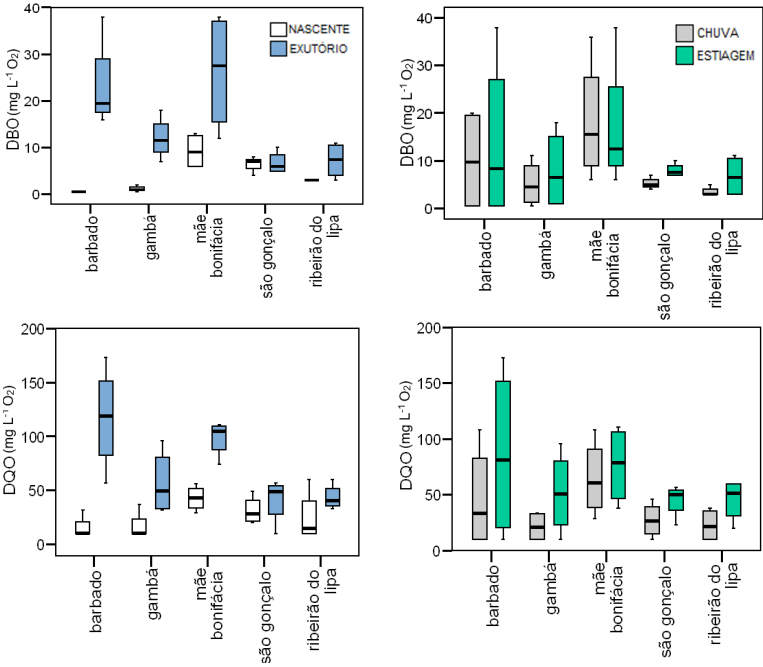 DBO (mg L⁻¹ O₂)
40
30
20
10
0
NASCENTE
EXUTÓRIO
barbado
gambá
mãe
bonifácia
são gonçalo
ribeirão do
lipa
DBO (mg L⁻¹ O₂)
40
30
20
10
0
CHUVA
ESTIAGEM
barbado
gambá
mãe
bonifácia
são gonçalo
ribeirão do
lipa
DQO (mg L⁻¹ O₂)
200
150
100
50
0
barbado
gambá
mãe
bonifácia
são gonçalo
ribeirão do
lipa
DQO (mg L⁻¹ O₂)
200
150
100
50
0
barbado
gambá
mãe
bonifácia
são gonçalo
ribeirão do
lipa